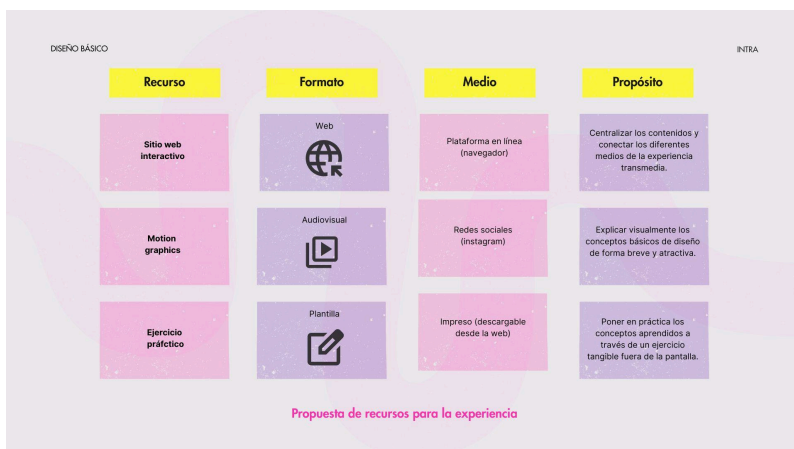 DISEÑO BÁSICO
INTRA
Recurso
Formato
Medio
Propósito
Sitio web
interactivo
Web
Plataforma en línea
(navegador)
Centralizar los contenidos y
conectar los diferentes
medios de la experiencia
transmedia.
Motion
graphics
Audiovisual
Redes sociales
(instagram)
Explicar visualmente los
conceptos básicos de diseño
de forma breve y atractiva.
Ejercicio
práfctico
Plantilla
Impreso (descargable
desde la web)
Poner en práctica los
conceptos aprendidos a
través de un ejercicio
tangible fuera de la pantalla.
Propuesta de recursos para la experiencia